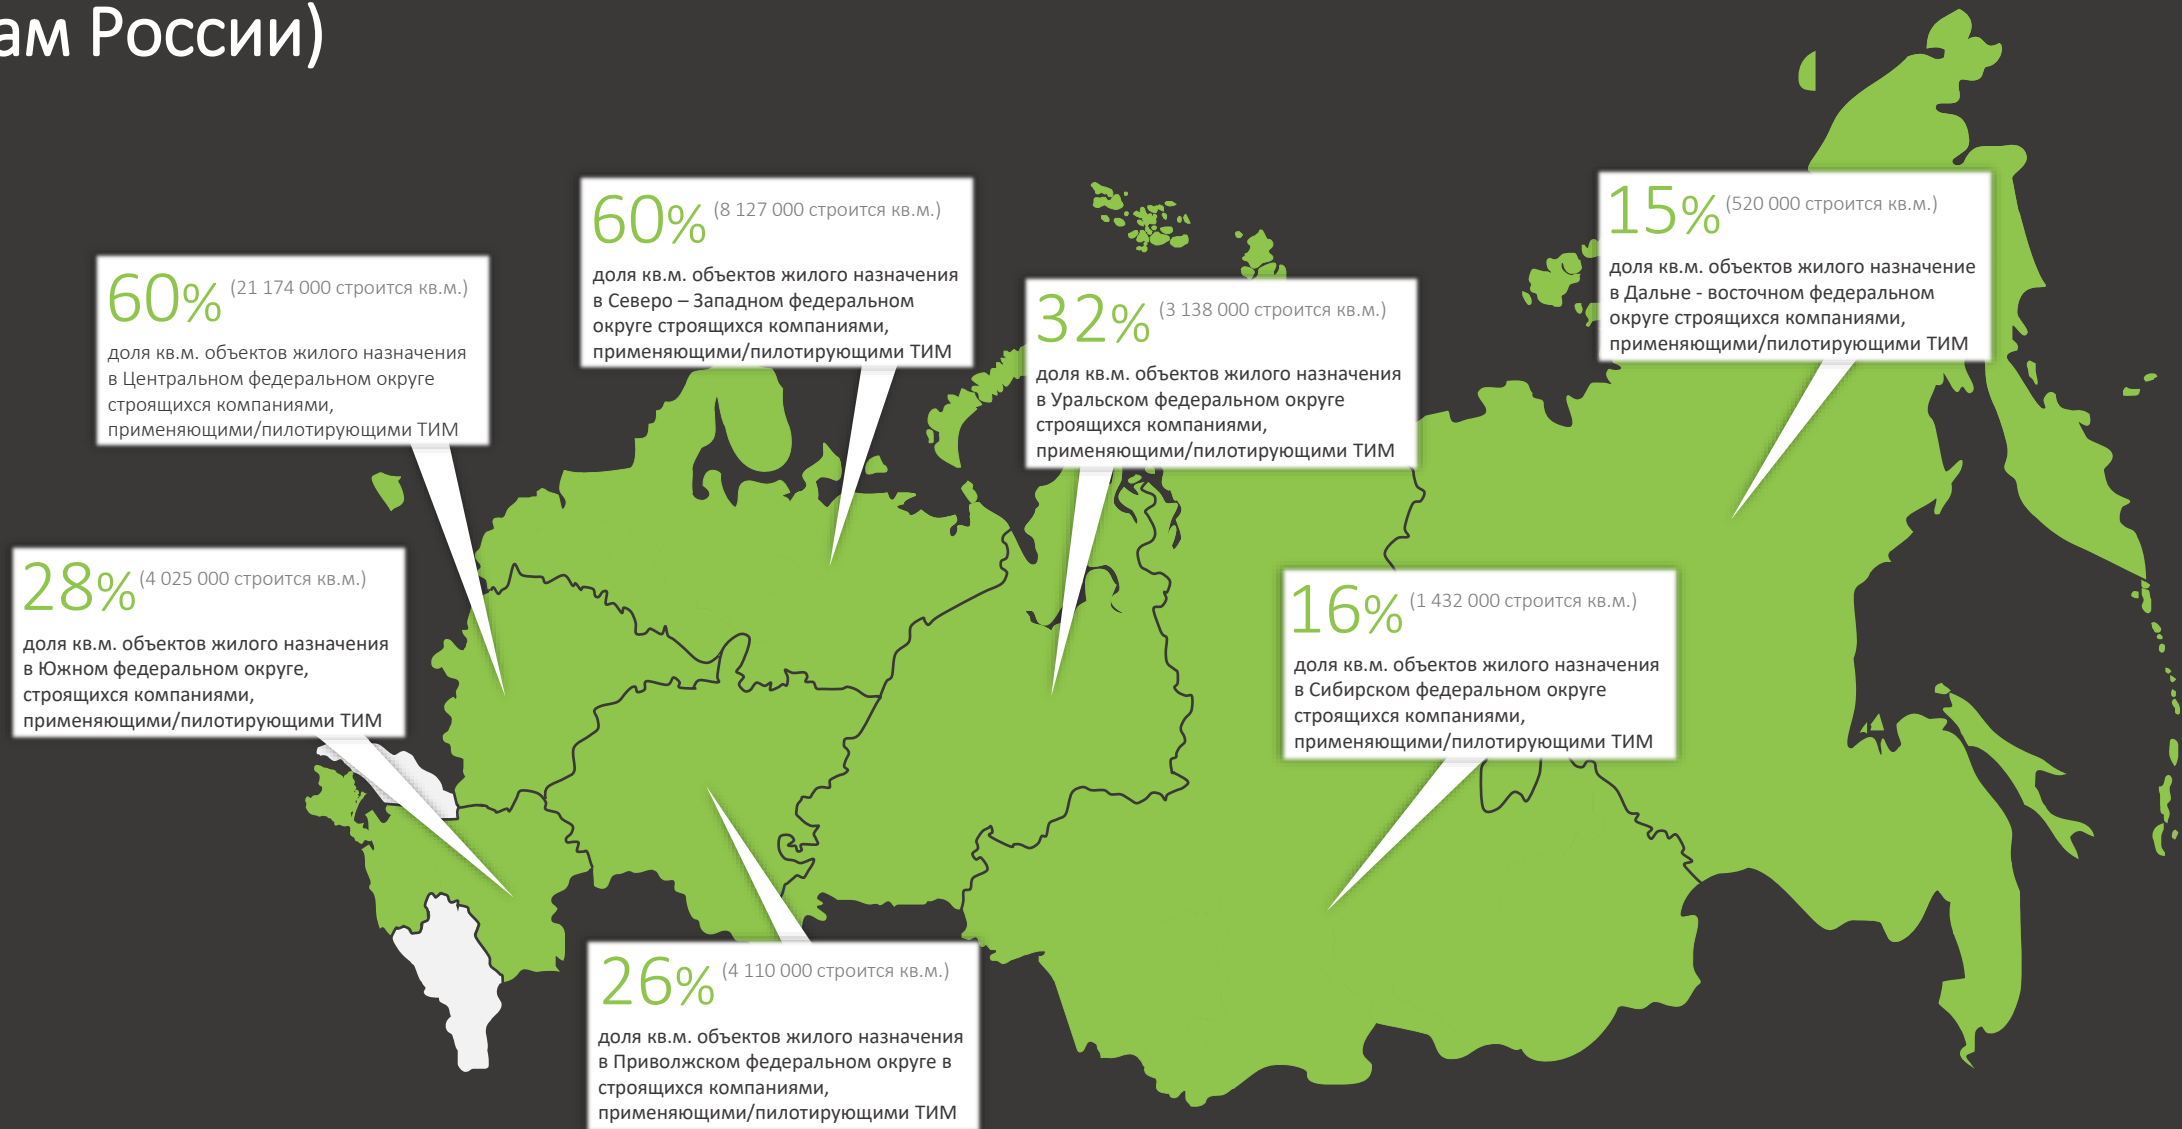 ам России)
60% (8 127 000 строится кв.м.)
доля кв.м. объектов жилого назначения
в Северо – Западном федеральном
округе строящихся компаниями,
применяющими/пилотирующими ТИМ
15% (520 000 строится кв.м.)
доля кв.м. объектов жилого назначение
в Дальне - восточном федеральном
округе строящихся компаниями,
применяющими/пилотирующими ТИМ
60% (21 174 000 строится кв.м.)
доля кв.м. объектов жилого назначения
в Центральном федеральном округе
строящихся компаниями,
применяющими/пилотирующими ТИМ
32% (3 138 000 строится кв.м.)
доля кв.м. объектов жилого назначения
в Уральском федеральном округе
строящихся компаниями,
применяющими/пилотирующими ТИМ
28% (4 025 000 строится кв.м.)
доля кв.м. объектов жилого назначения
в Южном федеральном округе,
строящихся компаниями,
применяющими/пилотирующими ТИМ
16% (1 432 000 строится кв.м.)
доля кв.м. объектов жилого назначения
в Сибирском федеральном округе
строящихся компаниями,
применяющими/пилотирующими ТИМ
26% (4 110 000 строится кв.м.)
доля кв.м. объектов жилого назначения
в Приволжском федеральном округе в
строящихся компаниями,
применяющими/пилотирующими ТИМ